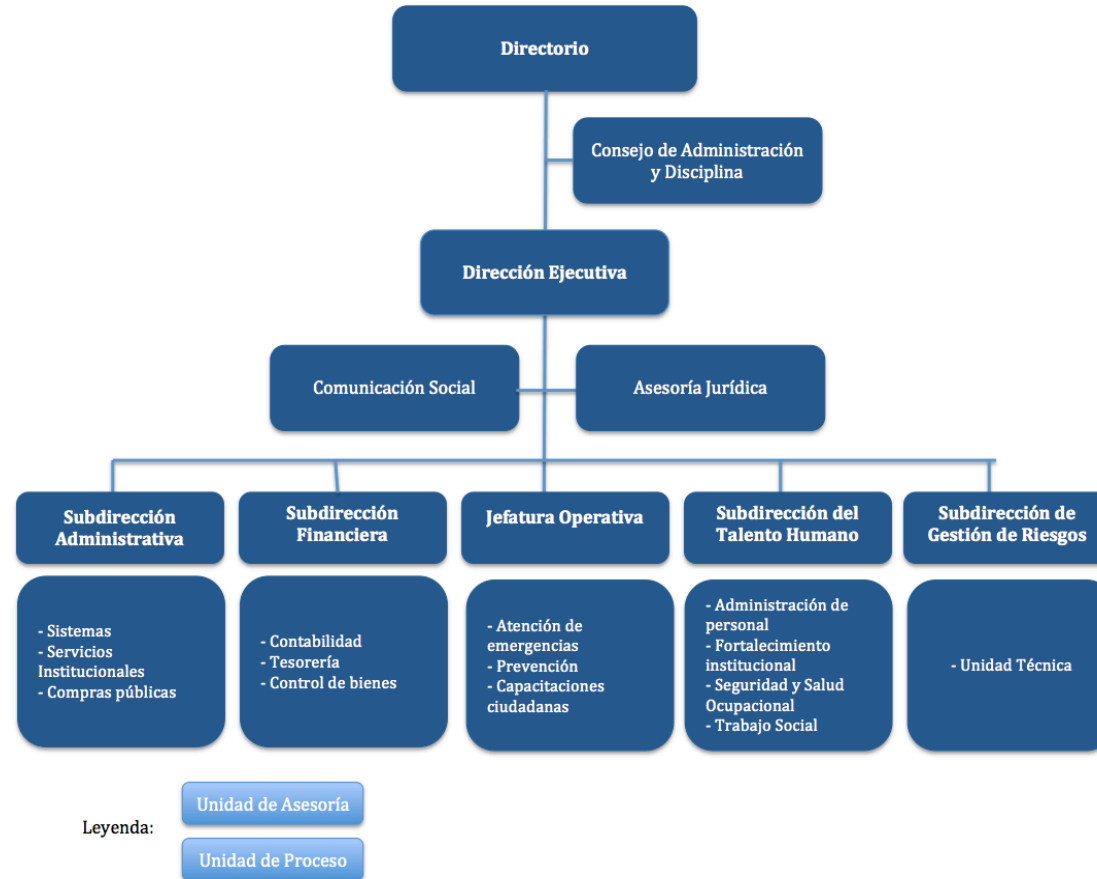 Directorio
Consejo de Administración
y Disciplina
Dirección Ejecutiva
Comunicación Social
Asesoría Jurídica
Subdirección
Administrativa
Subdirección
Financiera
Jefatura Operativa
Subdirección del
Talento Humano
Subdirección de
Gestión de Riesgos
- Sistemas
- Servicios
Institucionales
- Compras públicas
- Contabilidad
- Tesorería
- Control de bienes
- Atención de
emergencias
- Prevención
- Capacitaciones
ciudadanas
- Administración de
personal
- Fortalecimiento
institucional
- Seguridad y Salud
Ocupacional
- Trabajo Social
- Unidad Técnica
Leyenda:
Unidad de Asesoría
Unidad de Proceso